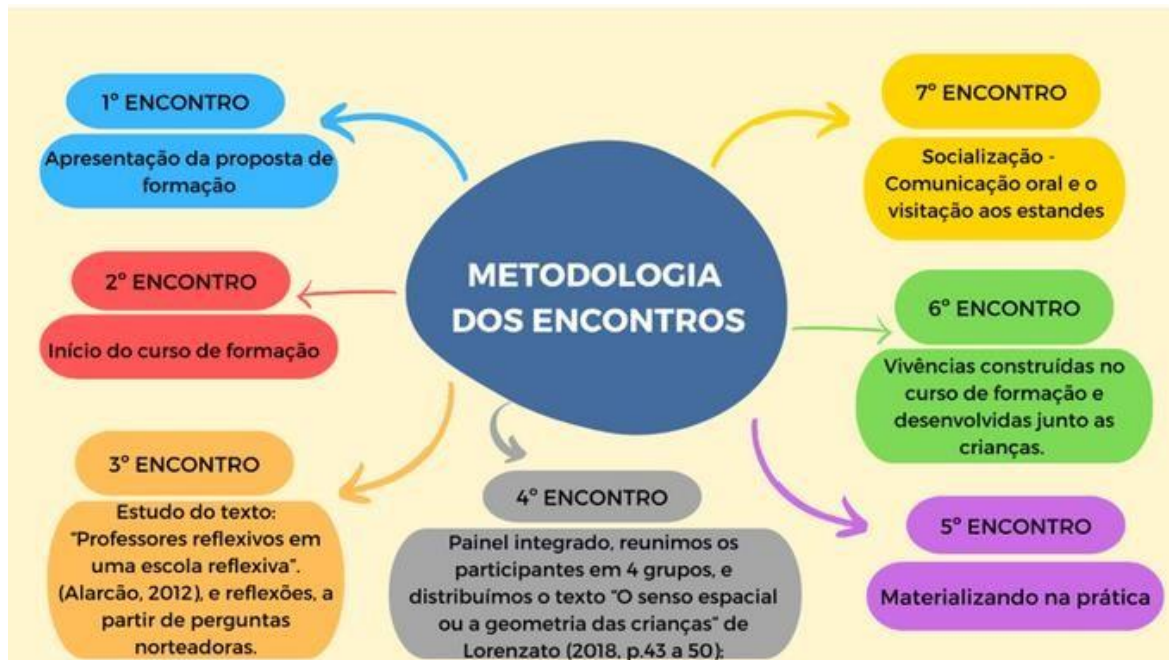 METODOLOGIA
DOS ENCONTROS
1º ENCONTRO
Apresentação da proposta de
formação
2º ENCONTRO
Início do curso de formação
3º ENCONTRO
Estudo do texto:
"Professores reflexivos em
uma escola reflexiva".
(Alarcão, 2012), e reflexões, a
partir de perguntas
norteadoras.
4º ENCONTRO
Painel integrado, reunimos os
participantes em 4 grupos, e
distribuímos o texto "O senso espacial
ou a geometria das crianças" de
Lorenzato (2018, p.43 a 50);
5º ENCONTRO
Materializando na prática
6º ENCONTRO
Vivências construídas no
curso de formação e
desenvolvidas junto as
crianças.
7º ENCONTRO
Socialização -
Comunicação oral e o
visitação aos estandes